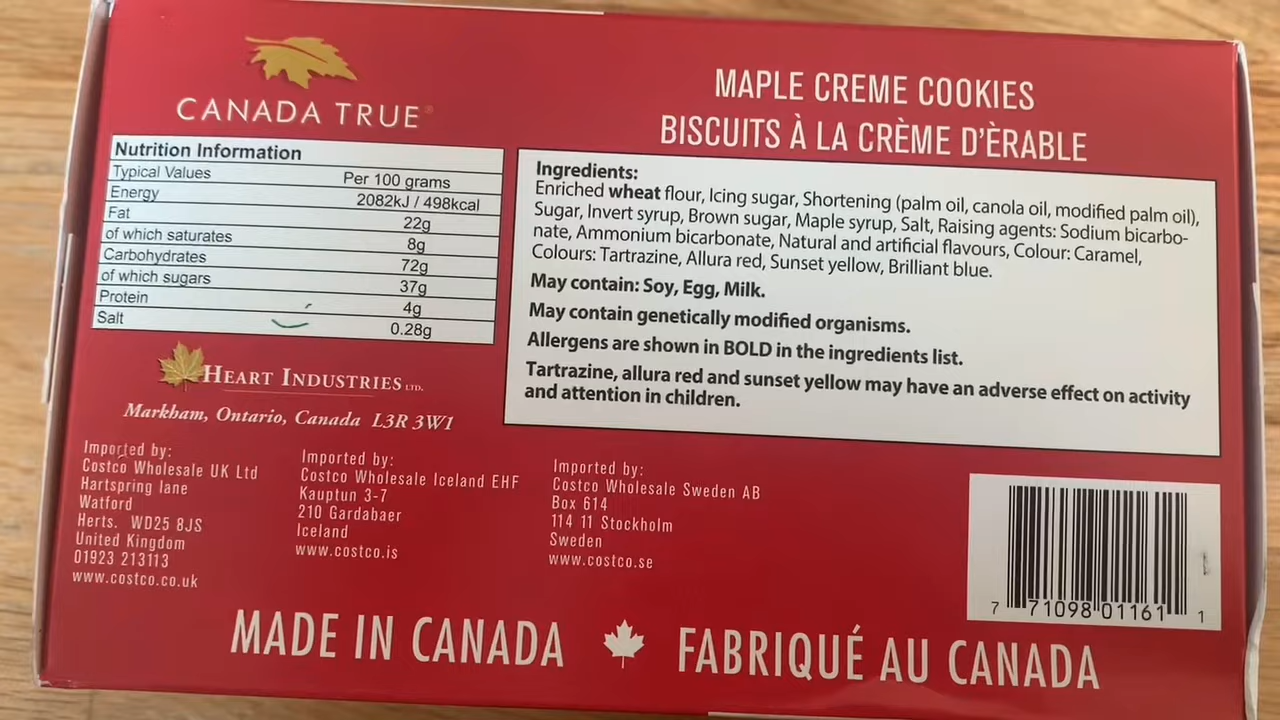 CANADA TRUE
MAPLE CREME COOKIES
BISCUITS À LA CRÈME D'ÈRABLE
Nutrition Information
Typical Values Per 100 grams
Energy 2082kJ / 498kcal
Fat 22g
of which saturates 8g
Carbohydrates 72g
of which sugars 37g
Protein 4g
Salt 0.28g
Ingredients:
Enriched wheat flour, Icing sugar, Shortening (palm oil, canola oil, modified palm oil),
Sugar, Invert syrup, Brown sugar, Maple syrup, Salt, Raising agents: Sodium bicarbo-
nate, Ammonium bicarbonate, Natural and artificial flavours, Colour: Caramel,
Colours: Tartrazine, Allura red, Sunset yellow, Brilliant blue.
May contain: Soy, Egg, Milk.
May contain genetically modified organisms.
Allergens are shown in BOLD in the ingredients list.
Tartrazine, allura red and sunset yellow may have an adverse effect on activity
and attention in children.
HEART INDUSTRIES LTD.
Markham, Ontario, Canada L3R 3W1
Imported by:
Costco Wholesale UK Ltd
Hartspring lane
Watford
Herts. WD25 8JS
United Kingdom
01923 213113
www.costco.co.uk
Imported by:
Costco Wholesale Iceland EHF
Kauptun 3-7
210 Gardabaer
Iceland
www.costco.is
Imported by:
Costco Wholesale Sweden AB
Box 614
114 11 Stockholm
Sweden
www.costco.se
7 71098 01161 1
MADE IN CANADA FABRIQUÉ AU CANADA